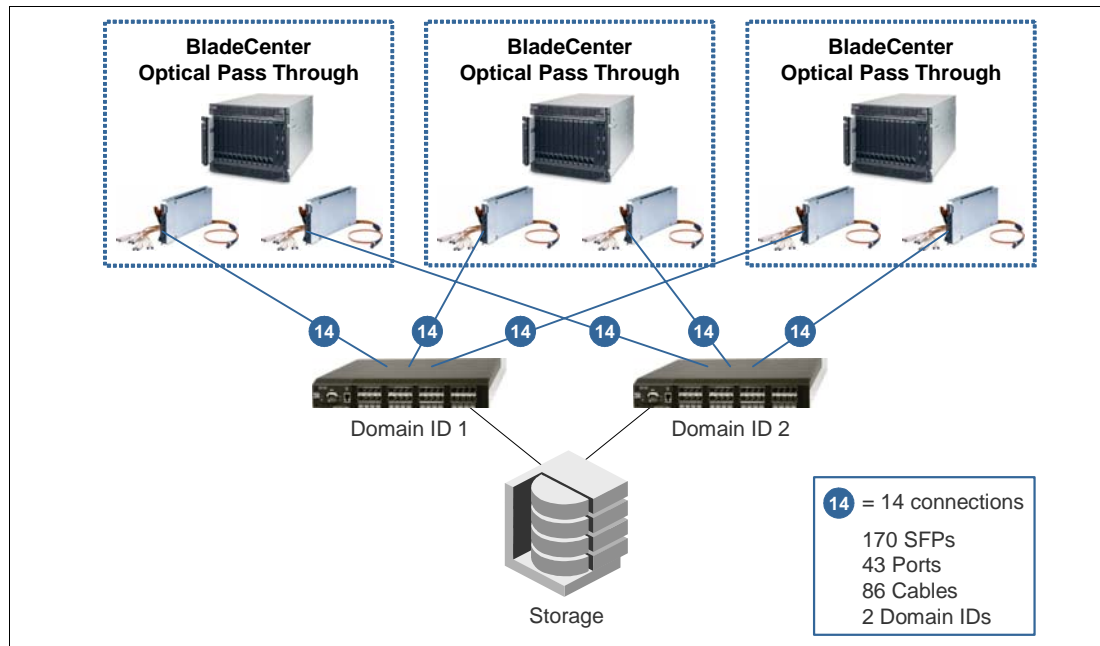 BladeCenter
Optical Pass Through
BladeCenter
Optical Pass Through
BladeCenter
Optical Pass Through
14
14
14
14
14
14
Domain ID 1
Domain ID 2
Storage
14 = 14 connections
170 SFPs
43 Ports
86 Cables
2 Domain IDs